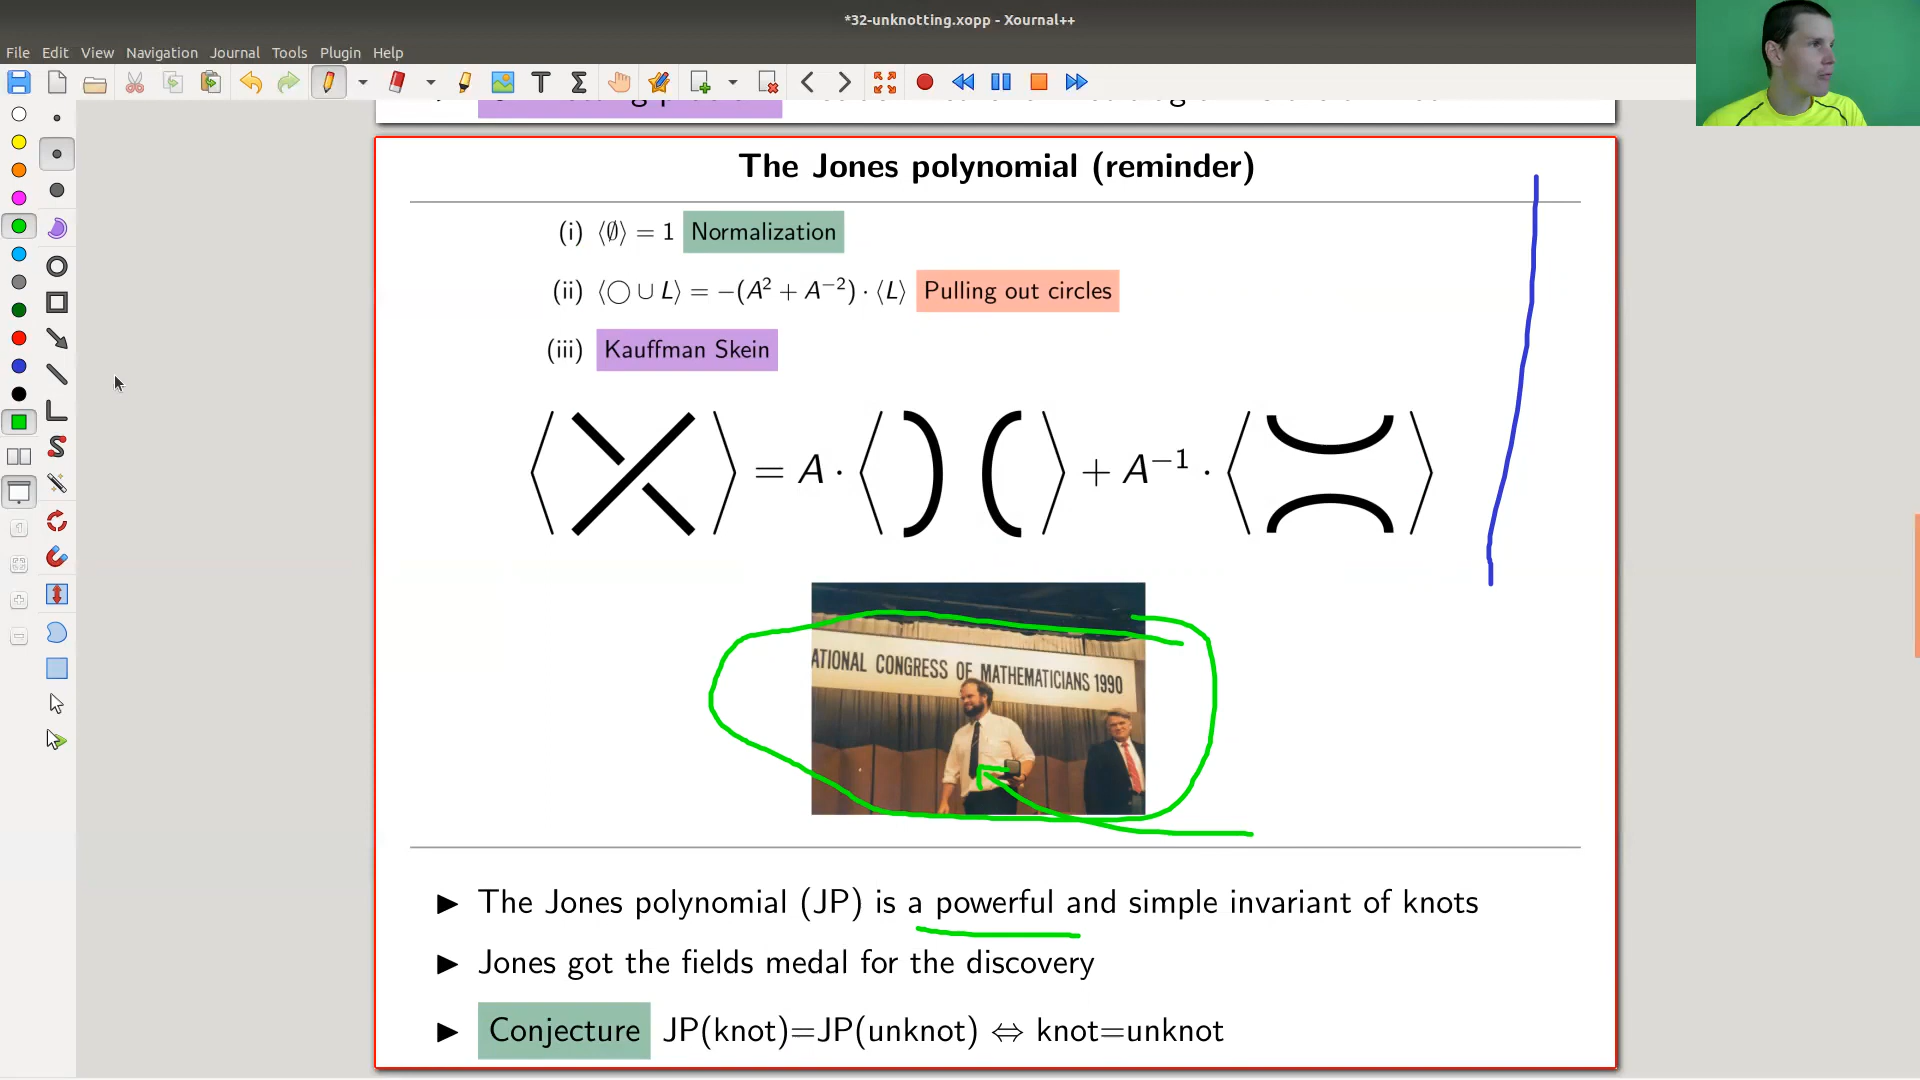 *32-unknotting.xopp - Xournal++
File Edit View Navigation Journal Tools Plugin Help
The Jones polynomial (reminder)
(i) ⟨∅⟩ = 1 Normalization
(ii) ⟨◯ ∪ L⟩ = −(A² + A⁻²) · ⟨L⟩ Pulling out circles
(iii) Kauffman Skein
= A · + A⁻¹ ·
ATIONAL CONGRESS OF MATHEMATICIANS 1990
▶ The Jones polynomial (JP) is a powerful and simple invariant of knots
▶ Jones got the fields medal for the discovery
▶ Conjecture JP(knot)=JP(unknot) ⇔ knot=unknot